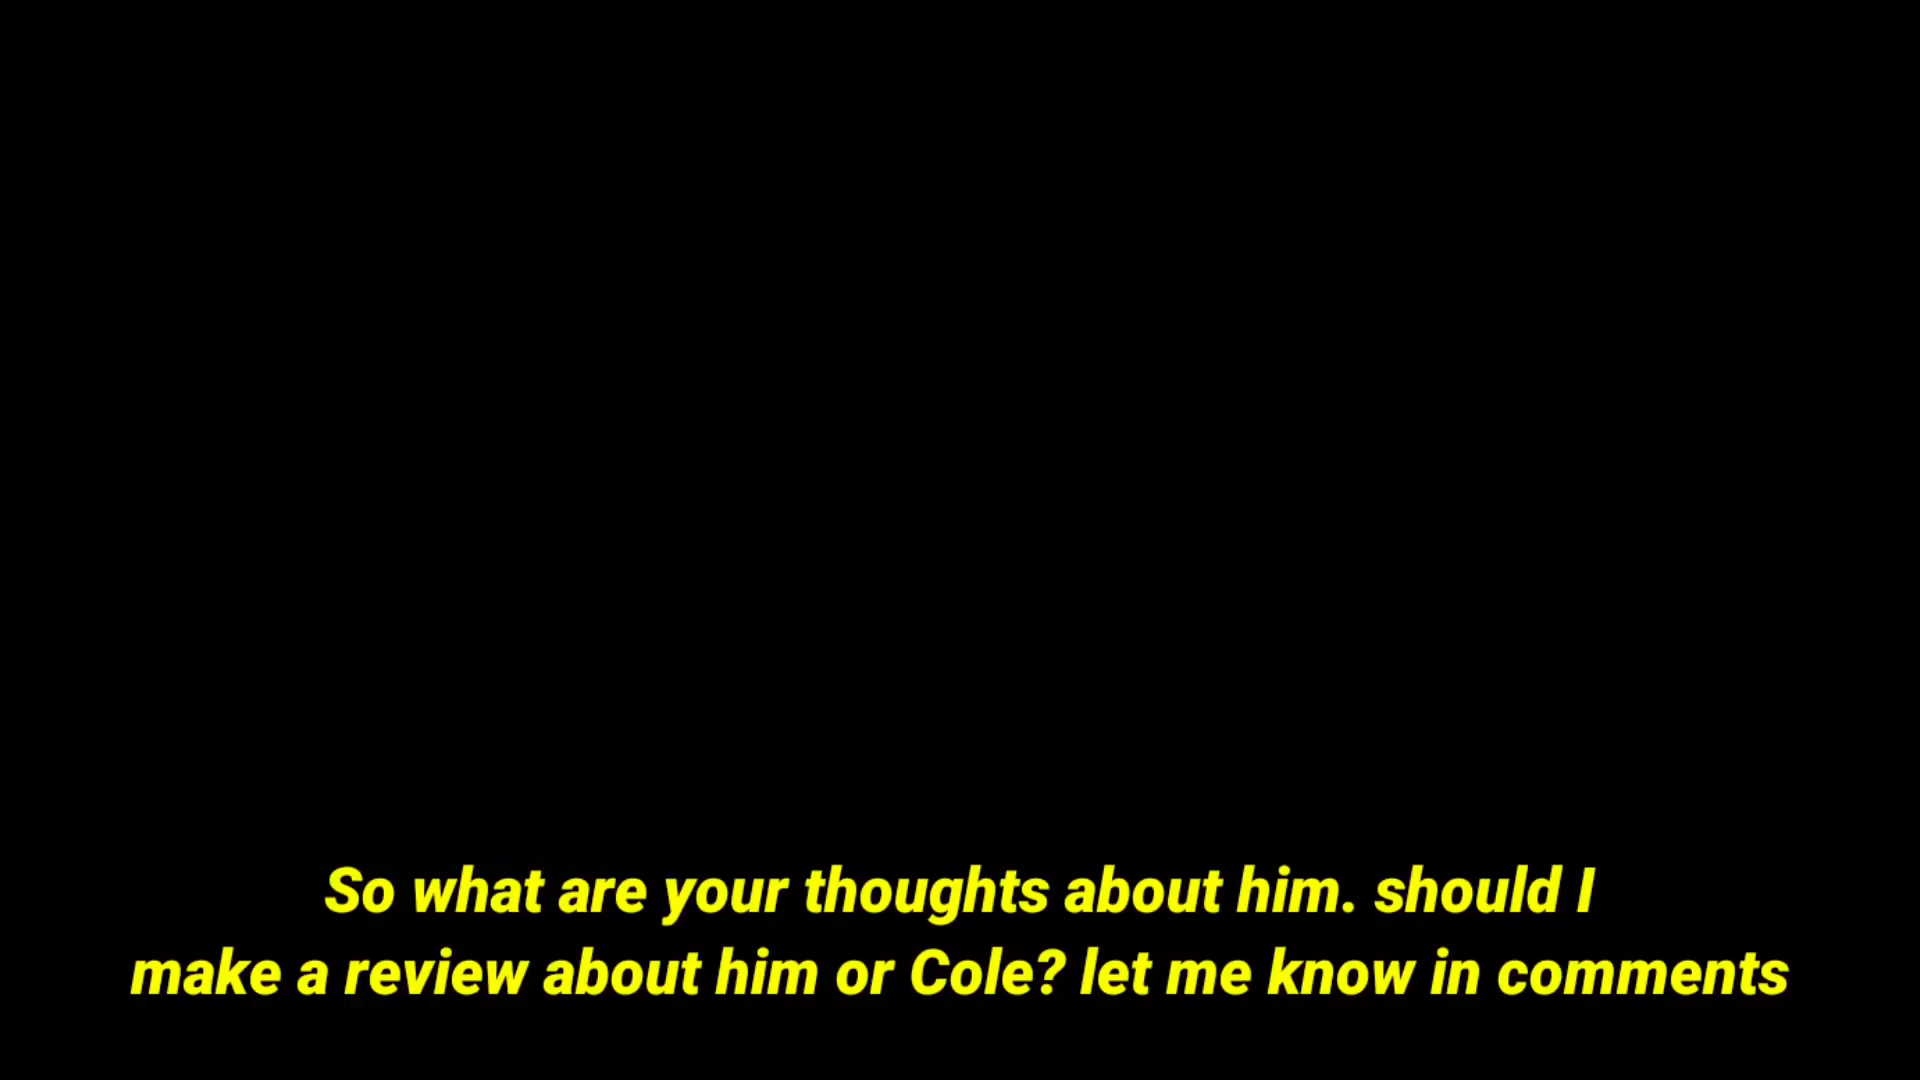 So what are your thoughts about him. should I
make a review about him or Cole? let me know in comments